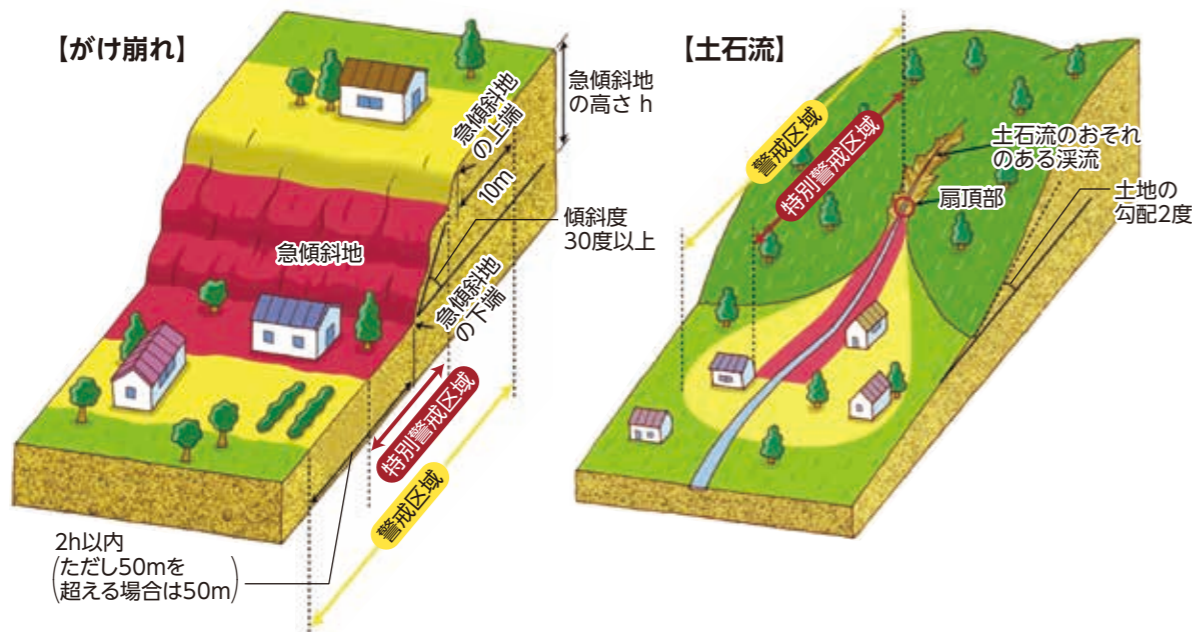 【がけ崩れ】
急傾斜地
の高さ h
急傾斜地
の上端
10m
傾斜度
30度以上
急傾斜地
急傾斜地
の下端
特別警戒区域
警戒区域
2h以内
(ただし50mを
超える場合は50m)
【土石流】
警戒区域
特別警戒区域
土石流のおそれ
のある渓流
扇頂部
土地の
勾配2度